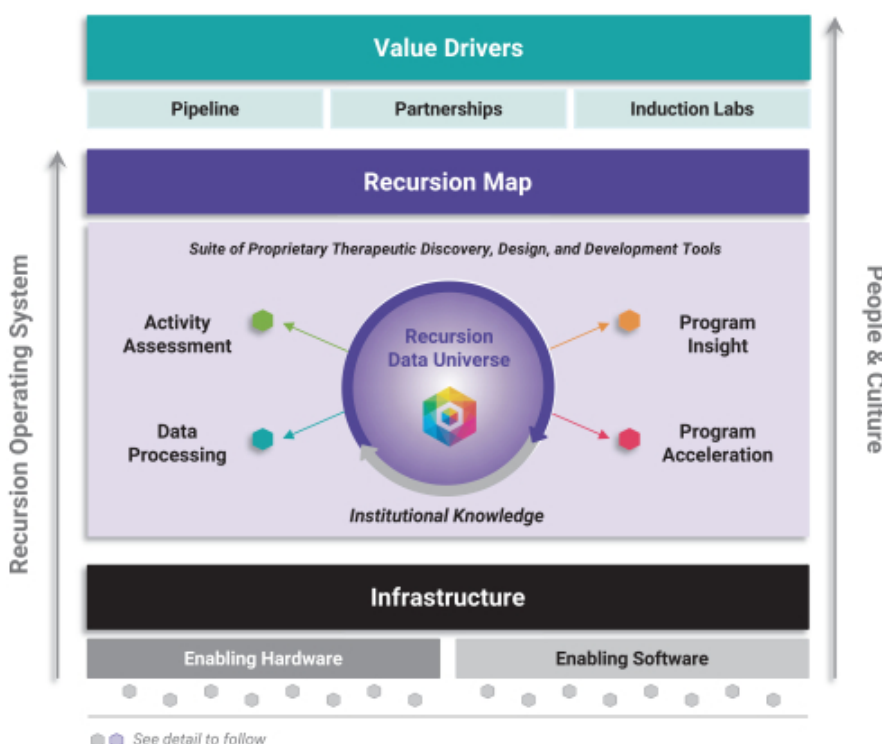 Value Drivers
Pipeline
Partnerships
Induction Labs
Recursion Map
Suite of Proprietary Therapeutic Discovery, Design, and Development Tools
Activity
Assessment
Recursion
Data Universe
Program
Insight
Data
Processing
Program
Acceleration
Institutional Knowledge
Infrastructure
Enabling Hardware
Enabling Software
See detail to follow
Recursion Operating System
People & Culture